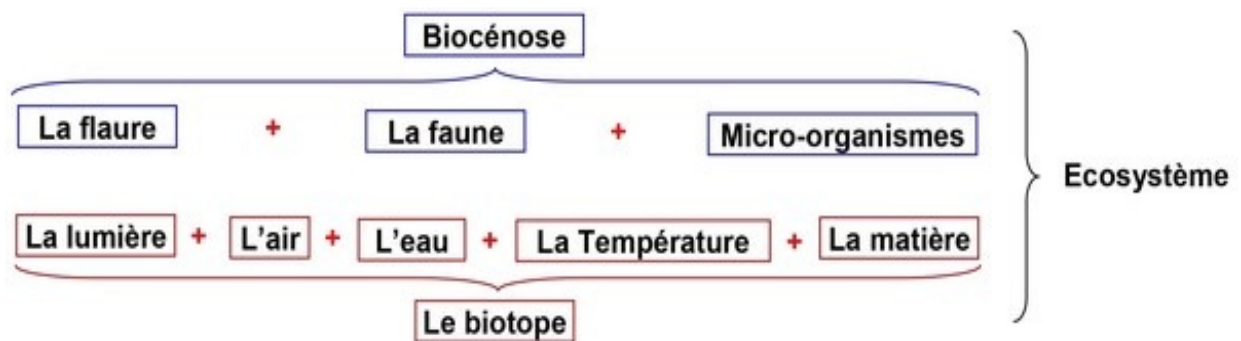 Biocénose
La flaure + La faune + Micro-organismes
Ecosystème
La lumière + L'air + L'eau + La Température + La matière
Le biotope